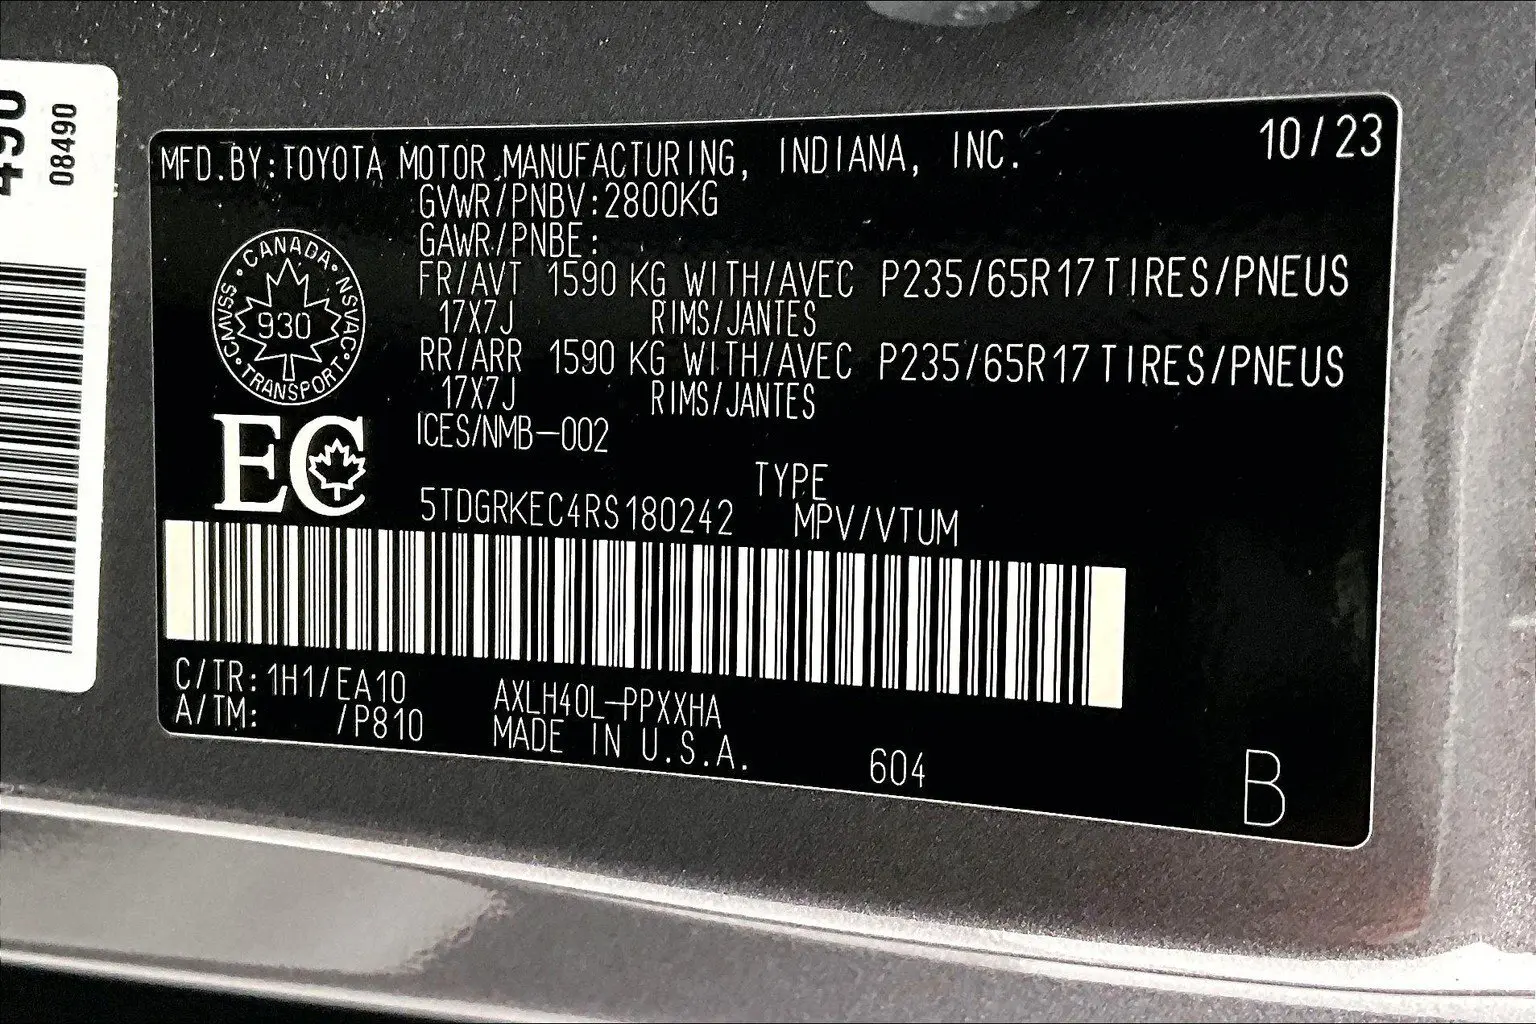 490
08490
MFD.BY:TOYOTA MOTOR MANUFACTURING, INDIANA, INC. 10/23
GVWR/PNBV:2800KG
GAWR/PNBE:
FR/AVT 1590 KG WITH/AVEC P235/65R17 TIRES/PNEUS
17X7J RIMS/JANTES
RR/ARR 1590 KG WITH/AVEC P235/65R17 TIRES/PNEUS
17X7J RIMS/JANTES
ICES/NMB-002
CANADA • NSVAC • TRANSPORT • CMVSS •
930
EC
TYPE
5TDGRKEC4RS180242 MPV/VTUM
C/TR:1H1/EA10 AXLH40L-PPXXHA
A/TM: /P810 MADE IN U.S.A.
604
B